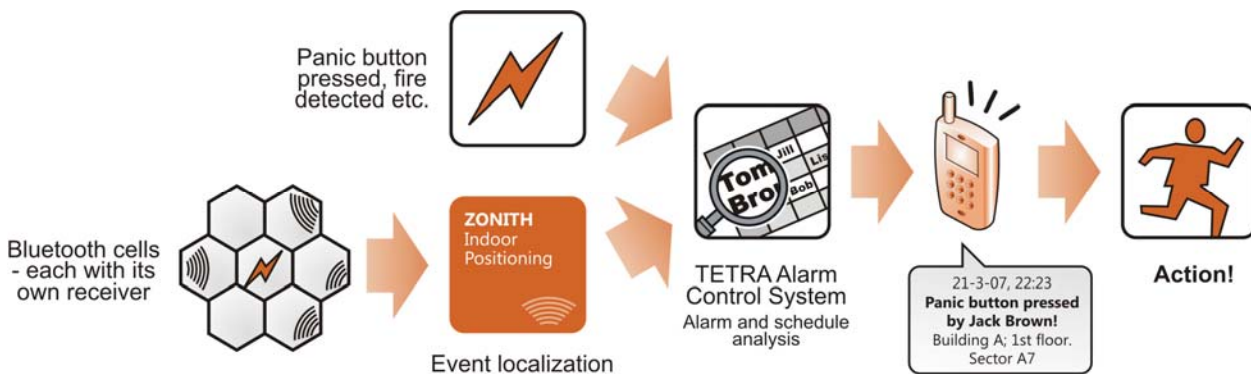 Panic button
pressed, fire
detected etc.
Bluetooth cells
- each with its
own receiver
ZONITH
Indoor
Positioning
Event localization
Jill
Lis
Tom
Bob
Bro
TETRA Alarm
Control System
Alarm and schedule
analysis
21-3-07, 22:23
Panic button pressed
by Jack Brown!
Building A; 1st floor.
Sector A7
Action!